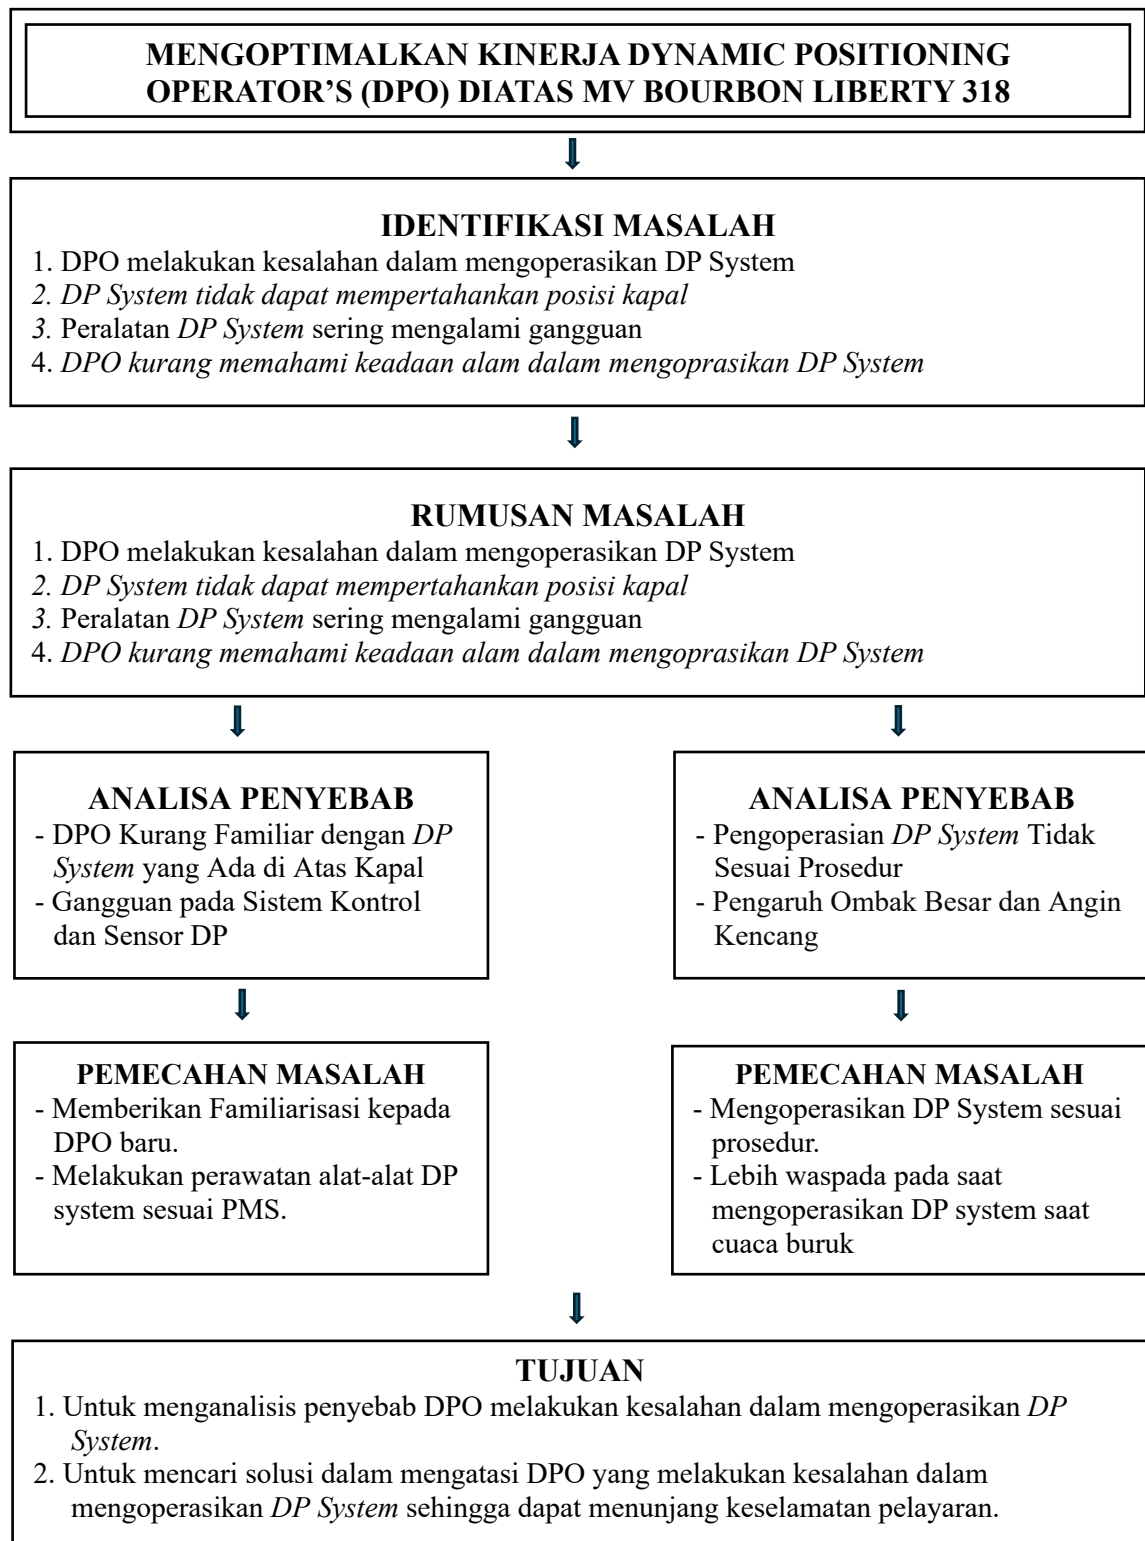 MENGOPTIMALKAN KINERJA DYNAMIC POSITIONING
OPERATOR'S (DPO) DIATAS MV BOURBON LIBERTY 318
IDENTIFIKASI MASALAH
1. DPO melakukan kesalahan dalam mengoperasikan DP System
2. DP System tidak dapat mempertahankan posisi kapal
3. Peralatan DP System sering mengalami gangguan
4. DPO kurang memahami keadaan alam dalam mengoprasikan DP System
RUMUSAN MASALAH
1. DPO melakukan kesalahan dalam mengoperasikan DP System
2. DP System tidak dapat mempertahankan posisi kapal
3. Peralatan DP System sering mengalami gangguan
4. DPO kurang memahami keadaan alam dalam mengoprasikan DP System
ANALISA PENYEBAB
- DPO Kurang Familiar dengan DP
System yang Ada di Atas Kapal
- Gangguan pada Sistem Kontrol
dan Sensor DP
ANALISA PENYEBAB
- Pengoperasian DP System Tidak
Sesuai Prosedur
- Pengaruh Ombak Besar dan Angin
Kencang
PEMECAHAN MASALAH
- Memberikan Familiarisasi kepada
DPO baru.
- Melakukan perawatan alat-alat DP
system sesuai PMS.
PEMECAHAN MASALAH
- Mengoperasikan DP System sesuai
prosedur.
- Lebih waspada pada saat
mengoperasikan DP system saat
cuaca buruk
TUJUAN
1. Untuk menganalisis penyebab DPO melakukan kesalahan dalam mengoperasikan DP
System.
2. Untuk mencari solusi dalam mengatasi DPO yang melakukan kesalahan dalam
mengoperasikan DP System sehingga dapat menunjang keselamatan pelayaran.